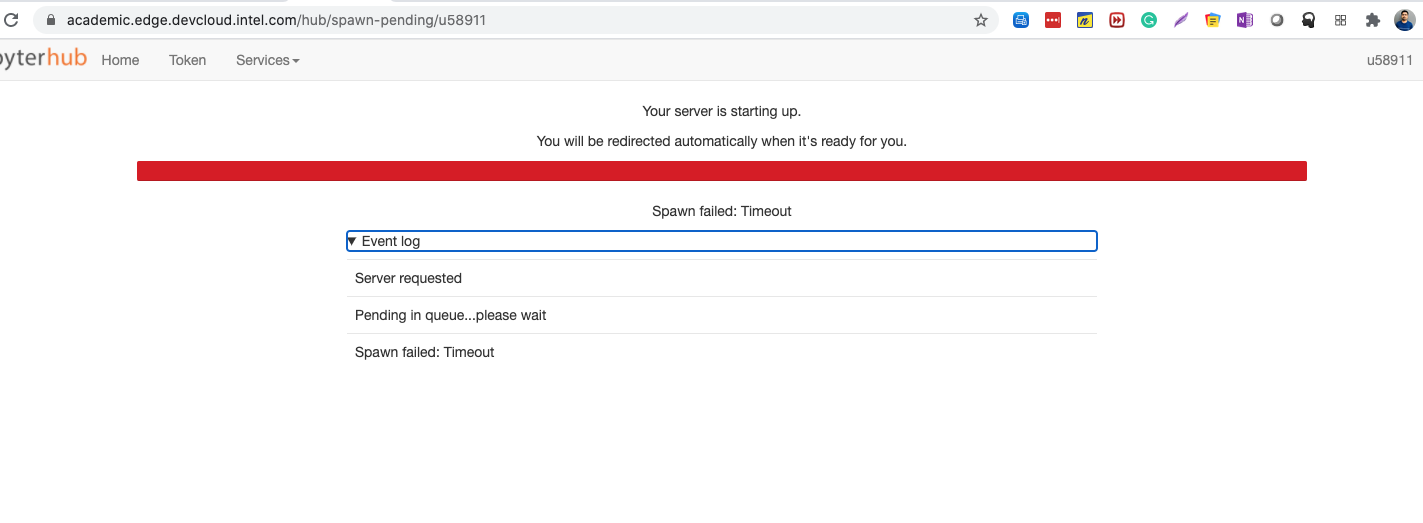 academic.edge.devcloud.intel.com/hub/spawn-pending/u58911
yterhub Home Token Services u58911
Your server is starting up.
You will be redirected automatically when it's ready for you.
Spawn failed: Timeout
Event log
Server requested
Pending in queue...please wait
Spawn failed: Timeout